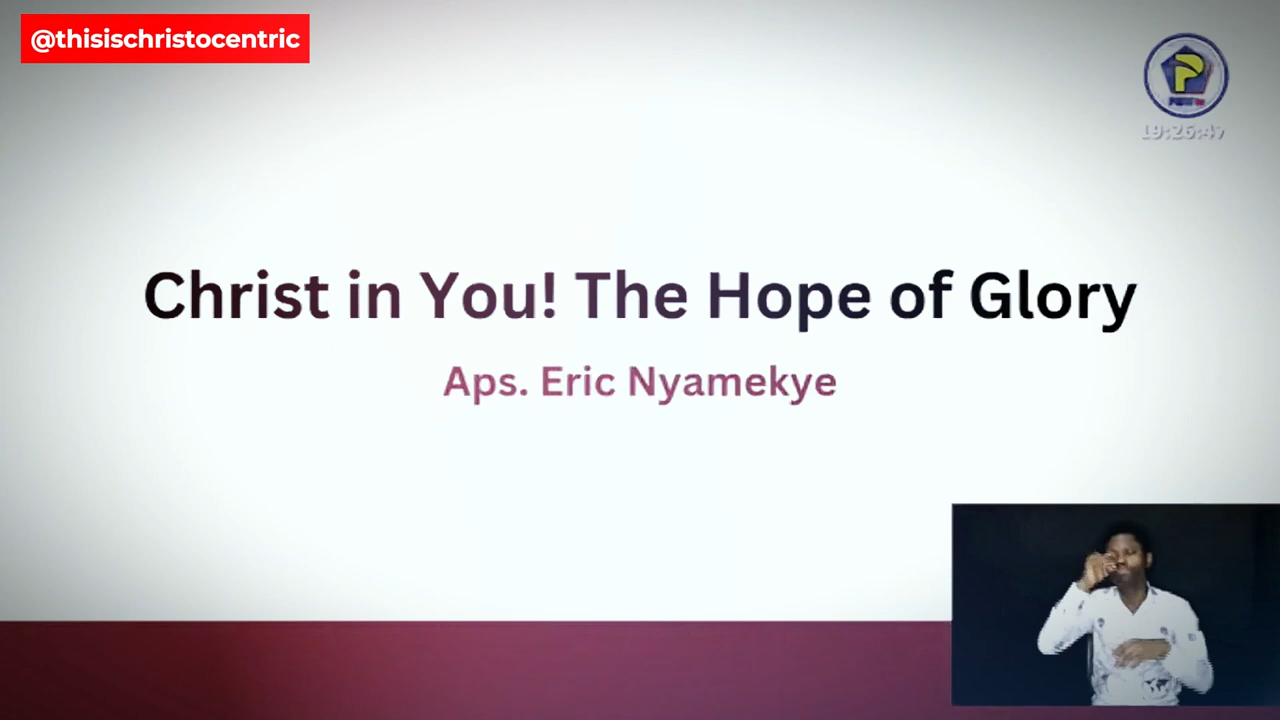 @thisischristocentric
19:26:47
Christ in You! The Hope of Glory
Aps. Eric Nyamekye